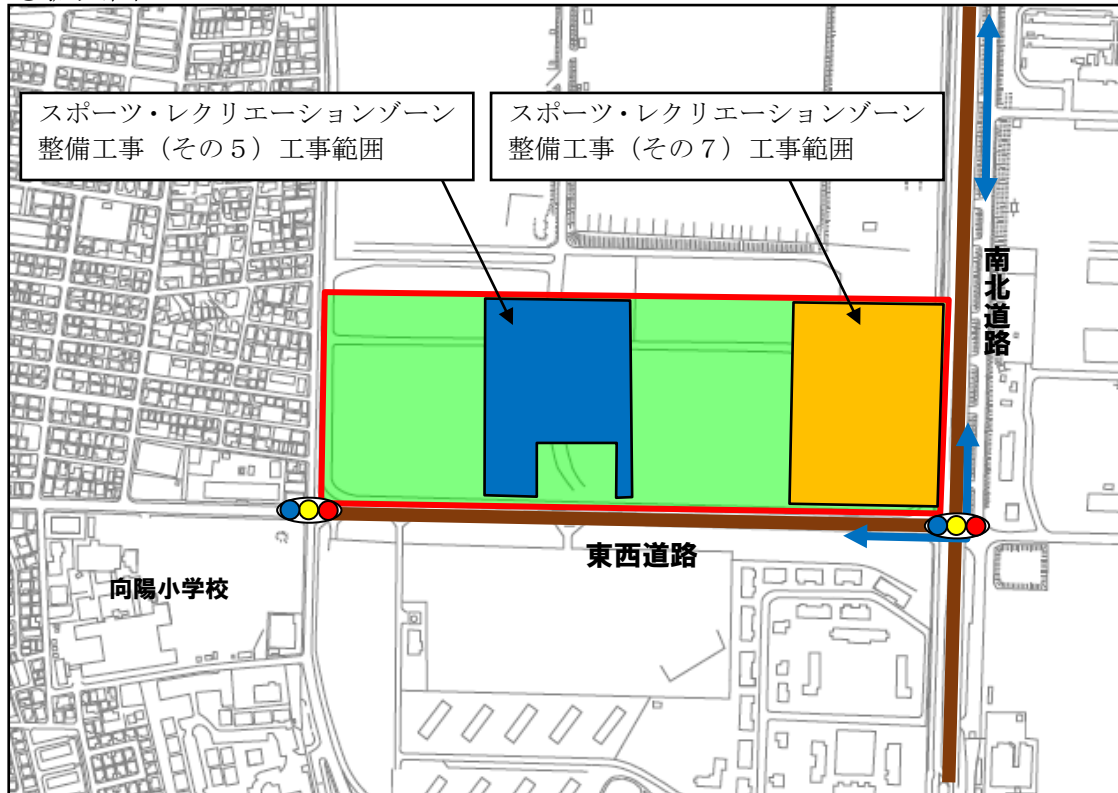 スポーツ・レクリエーションゾーン
整備工事（その５）工事範囲
スポーツ・レクリエーションゾーン
整備工事（その７）工事範囲
南北道路
東西道路
向陽小学校